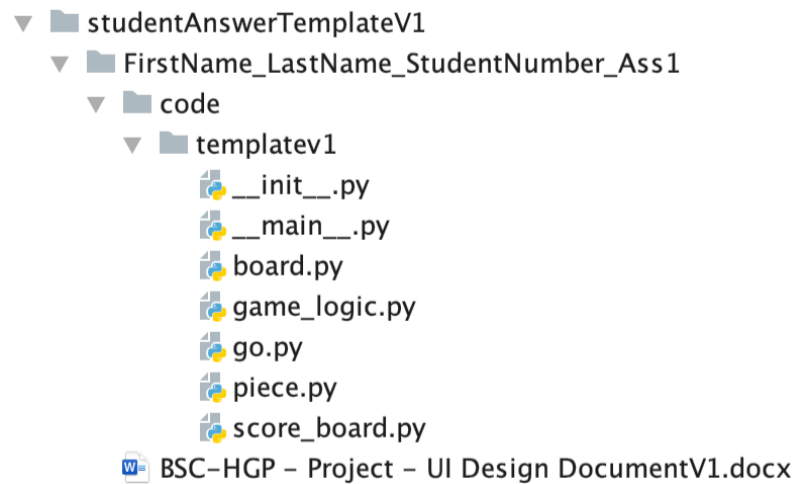 studentAnswerTemplateV1
FirstName_LastName_StudentNumber_Ass1
code
templatev1
__init__.py
__main__.py
board.py
game_logic.py
go.py
piece.py
score_board.py
BSC-HGP – Project – UI Design DocumentV1.docx